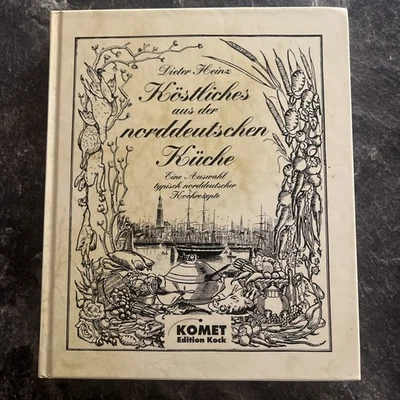 Dieter Heinz
Köstliches
aus der
norddeutschen
Küche
Eine Auswahl
typisch norddeutscher
Kochrezepte
KOMET
Edition Kock